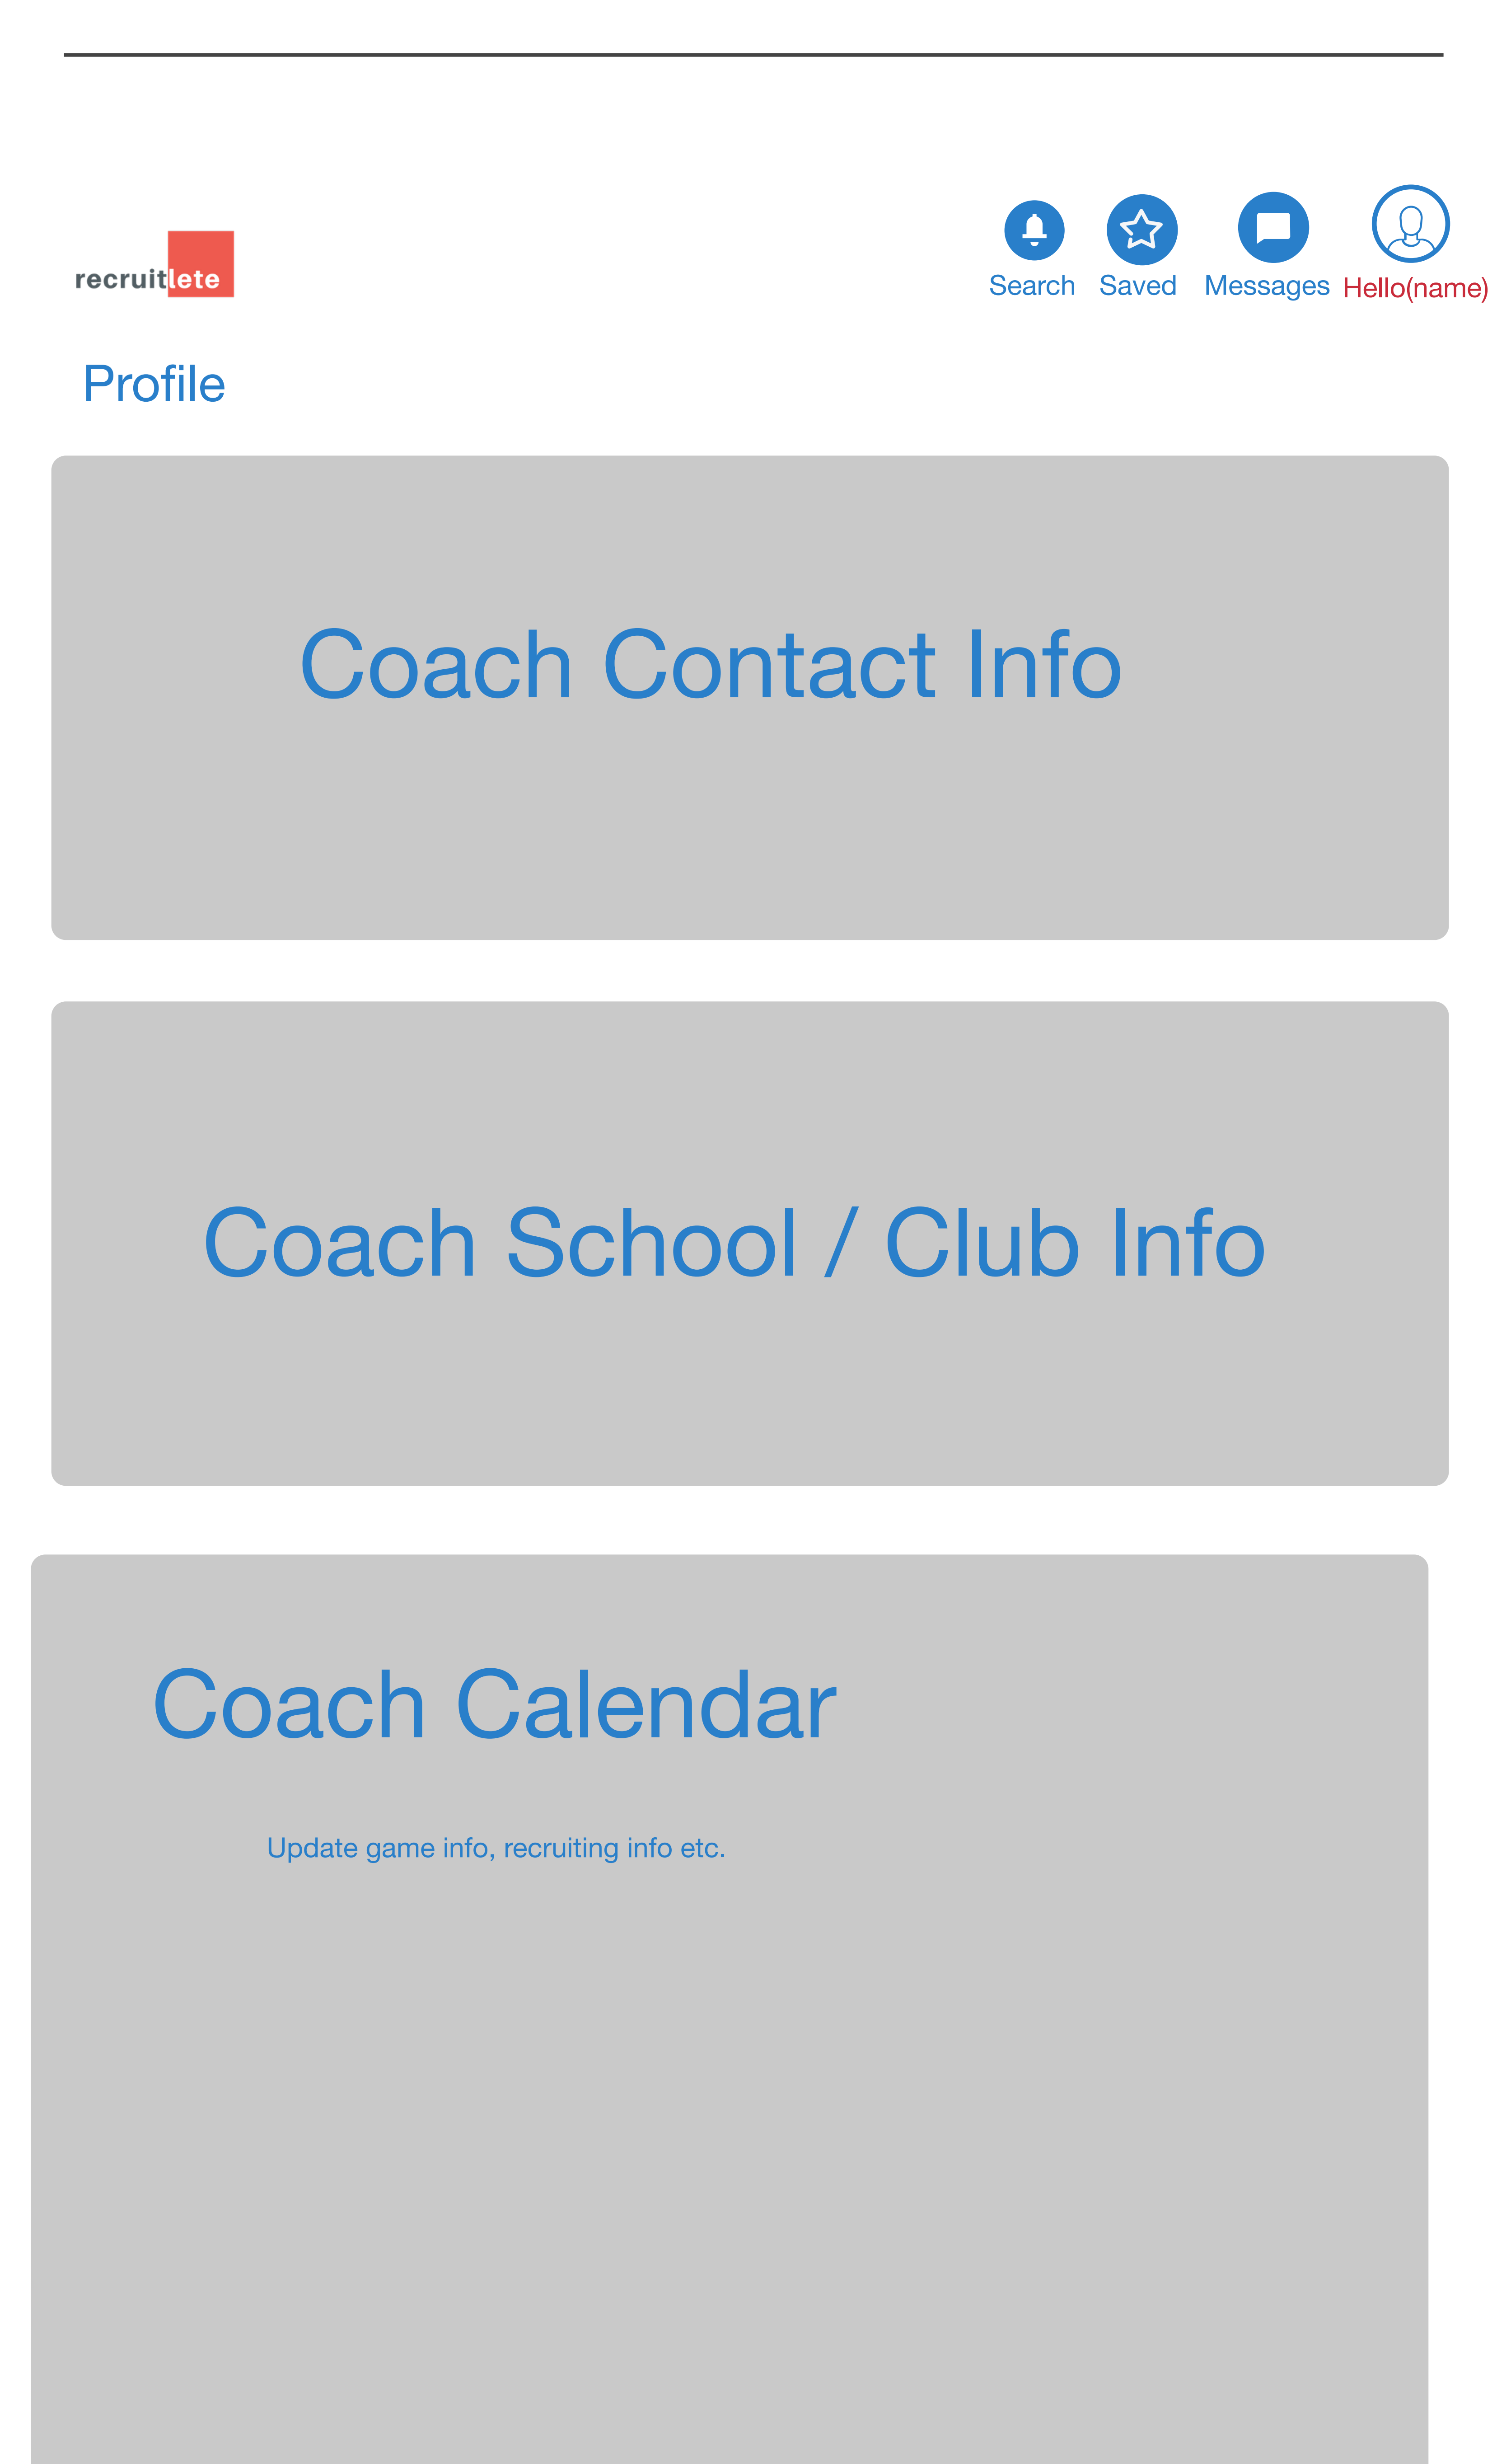 recruitlete
Search Saved Messages Hello(name)
Profile
Coach Contact Info
Coach School / Club Info
Coach Calendar
Update game info, recruiting info etc.